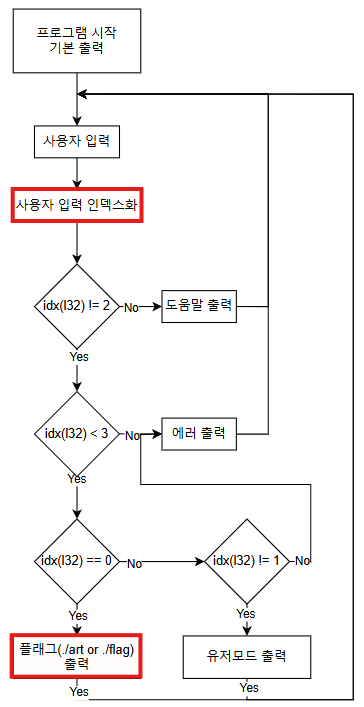 프로그램 시작
기본 출력
사용자 입력
사용자 입력 인덱스화
idx(I32) != 2
No
도움말 출력
Yes
idx(I32) < 3
No
에러 출력
Yes
idx(I32) == 0
No
idx(I32) != 1
No
Yes
Yes
플래그(./art or ./flag)
출력
유저모드 출력
Yes
Yes